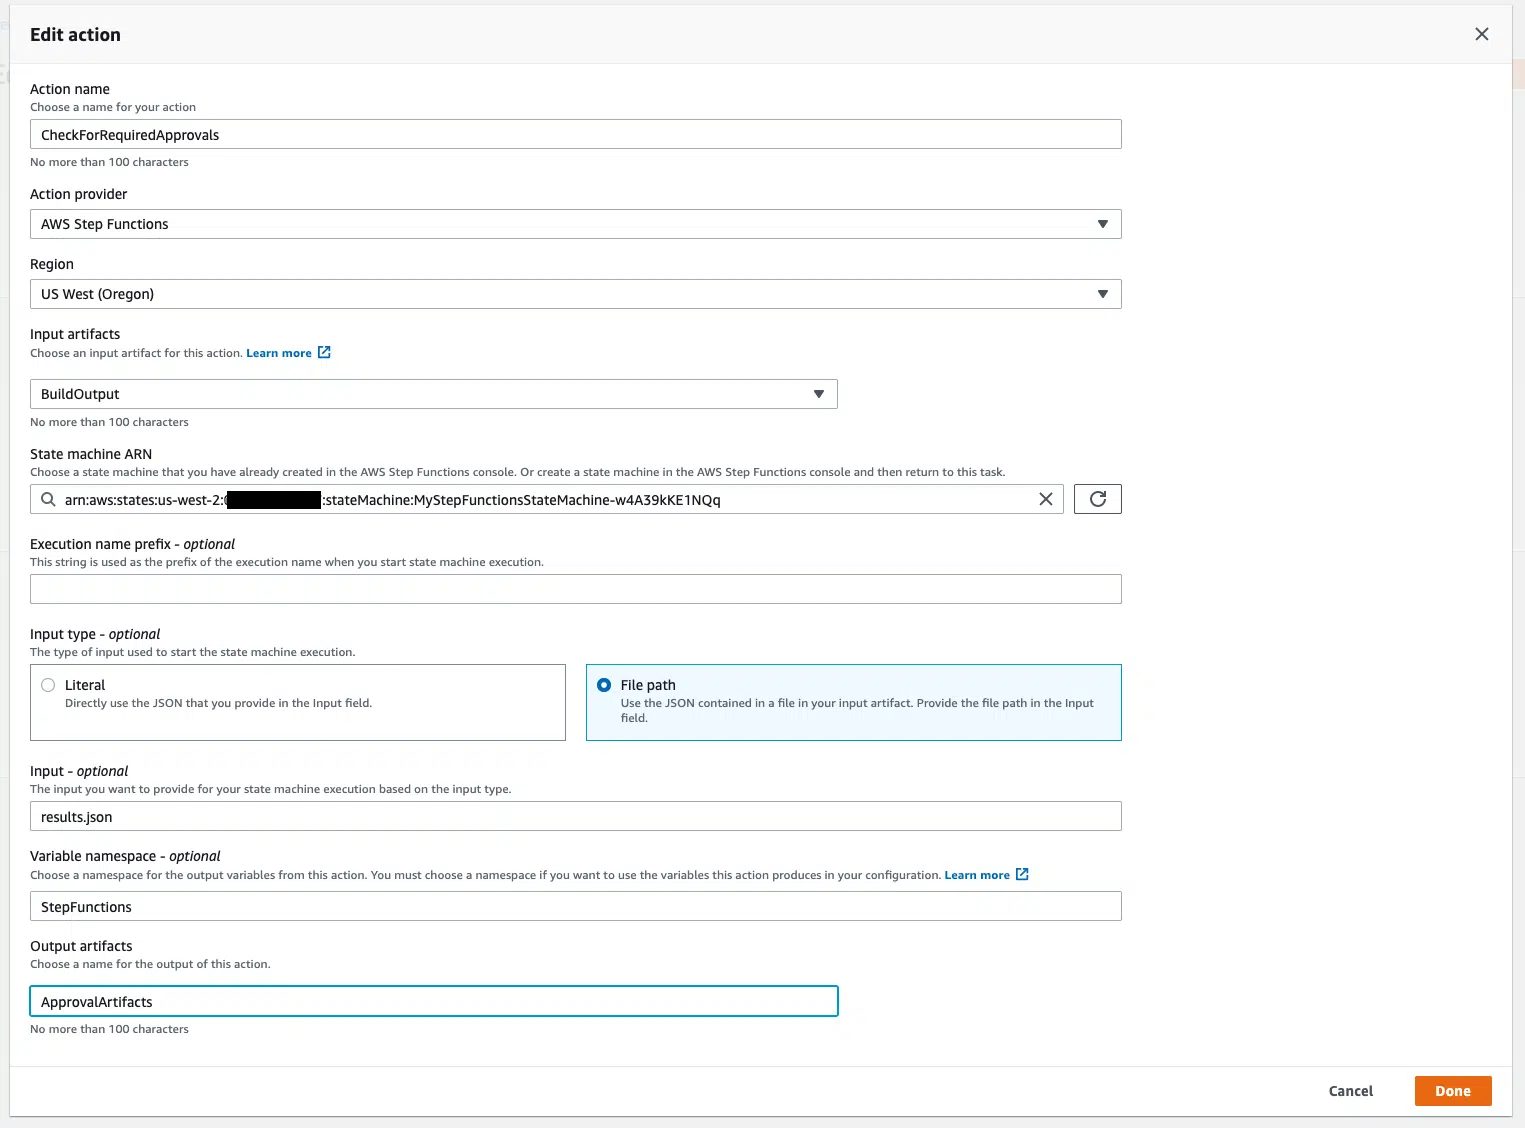 Edit action
Action name
Choose a name for your action
CheckForRequiredApprovals
No more than 100 characters
Action provider
AWS Step Functions
Region
US West (Oregon)
Input artifacts
Choose an input artifact for this action. Learn more
BuildOutput
No more than 100 characters
State machine ARN
Choose a state machine that you have already created in the AWS Step Functions console. Or create a state machine in the AWS Step Functions console and then return to this task.
arn:aws:states:us-west-2: :stateMachine:MyStepFunctionsStateMachine-w4A39kKE1NQq
Execution name prefix - optional
This string is used as the prefix of the execution name when you start state machine execution.
Input type - optional
The type of input used to start the state machine execution.
Literal
Directly use the JSON that you provide in the Input field.
File path
Use the JSON contained in a file in your input artifact. Provide the file path in the Input
field.
Input - optional
The input you want to provide for your state machine execution based on the input type.
results.json
Variable namespace - optional
Choose a namespace for the output variables from this action. You must choose a namespace if you want to use the variables this action produces in your configuration. Learn more
StepFunctions
Output artifacts
Choose a name for the output of this action.
ApprovalArtifacts
No more than 100 characters
Cancel
Done